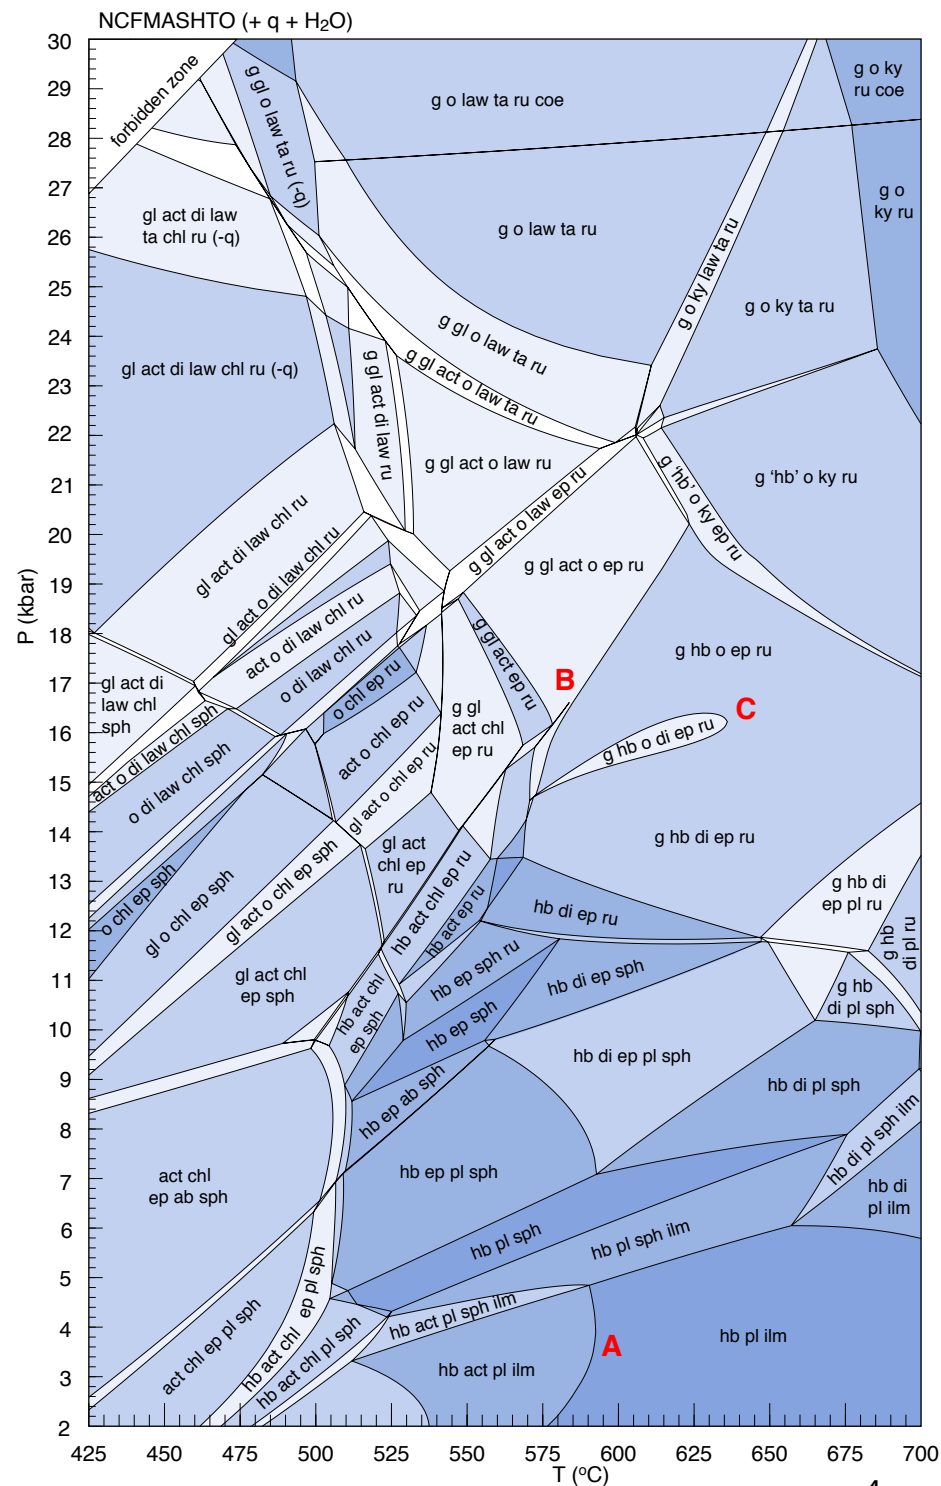 NCFMASHTO (+ q + H₂O)
30
29
28
27
26
25
24
23
22
21
20
19
18
17
16
15
14
13
12
11
10
9
8
7
6
5
4
3
2
P (kbar)
forbidden zone
g gl o law ta ru (-q)
g o law ta ru coe
g o ky
ru coe
gl act di law
ta chl ru (-q)
g o law ta ru
g o
ky ru
g o ky law ta ru
g o ky ta ru
gl act di law chl ru (-q)
g gl o law ta ru
g gl act o law ta ru
g gl act di law ru
g gl act o law ru
g gl act o law ep ru
g 'hb' o ky ep ru
g 'hb' o ky ru
gl act di law chl ru
gl act o di law chl ru
g gl act o ep ru
act o di law chl ru
o di law chl ru
g gl act ep ru
g hb o ep ru
B
C
gl act di
law chl
sph
o chl ep ru
act o di law chl sph
g gl
act chl
ep ru
g hb o di ep ru
o di law chl sph
act o chl ep ru
gl act o chl ep ru
g hb di ep ru
gl act
chl ep
ru
o chl ep sph
gl o chl ep sph
gl act o chl ep sph
hb act chl ep ru
hb act ep ru
hb di ep ru
g hb di
ep pl ru
g hb
di pl ru
gl act chl
ep sph
hb ep sph ru
hb di ep sph
g hb
di pl sph
hb act chl
ep sph
hb ep sph
hb di ep pl sph
hb di pl sph
hb ep ab sph
act chl
ep ab sph
hb ep pl sph
hb di pl sph ilm
hb di
pl ilm
hb pl sph
hb pl sph ilm
act chl ep pl sph
hb act chl ep pl sph
hb act chl pl sph
hb act pl sph ilm
A
hb act pl ilm
hb pl ilm
425 450 475 500 525 550 575 600 625 650 675 700
T (°C)